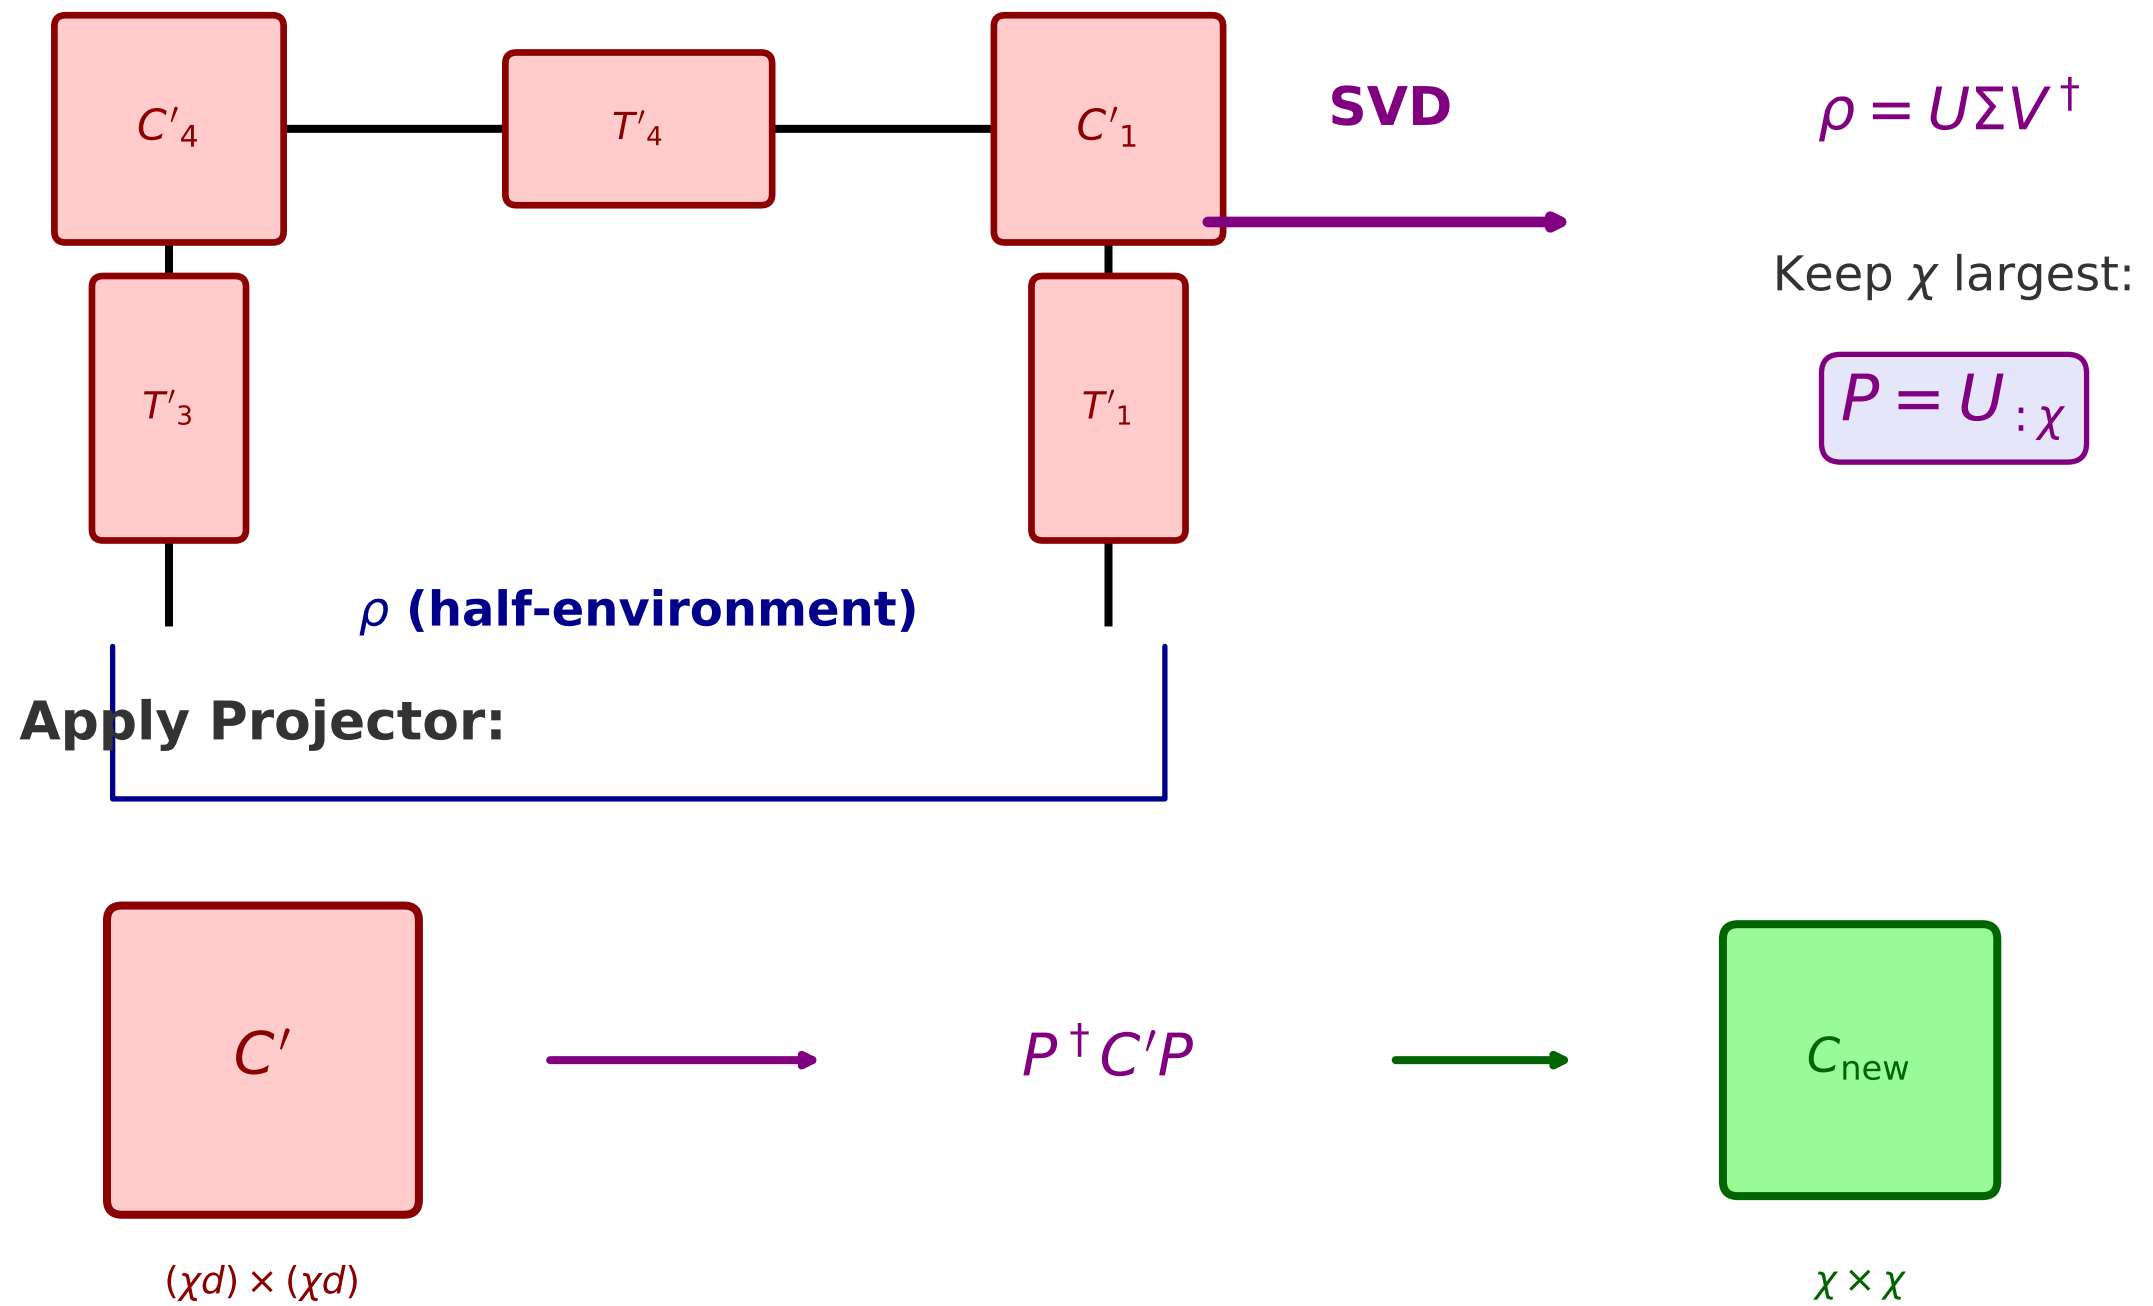 C′₄
T′₄
C′₁
SVD
ρ = UΣV†
Keep χ largest:
T′₃
T′₁
P = U:χ
ρ (half-environment)
Apply Projector:
C′
P†C′P
Cnew
(χd) × (χd)
χ × χ